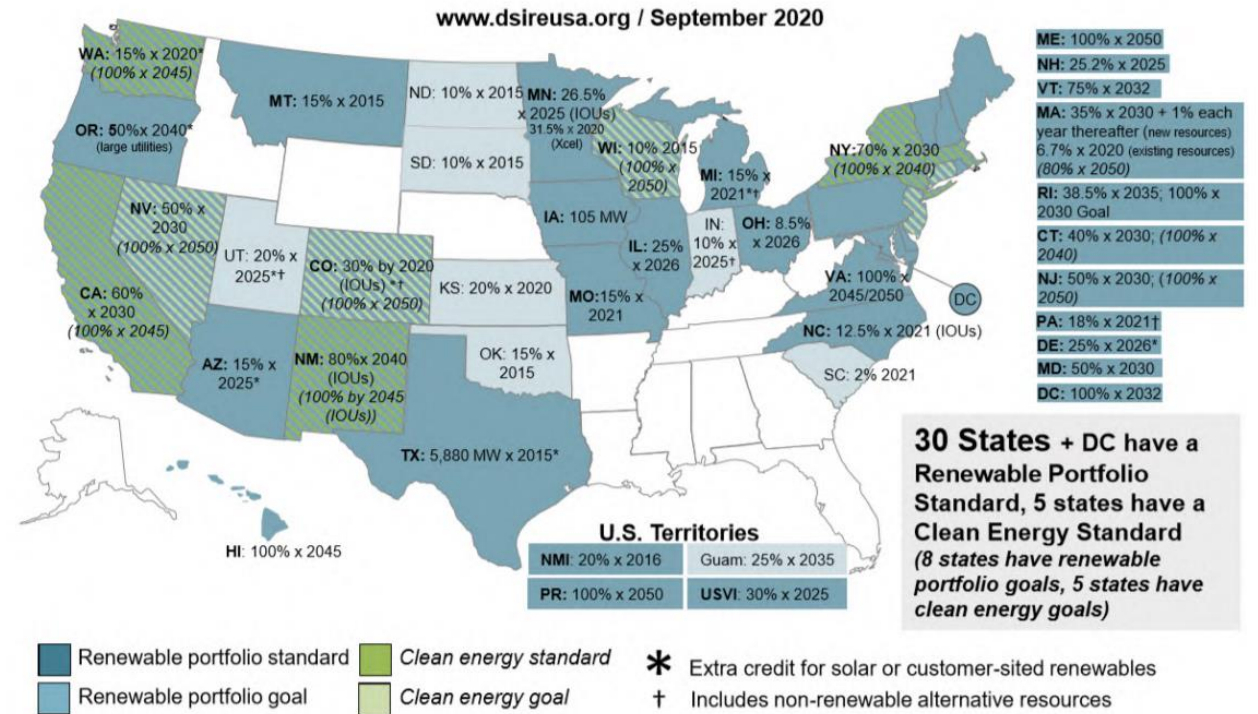 www.dsireusa.org / September 2020
WA: 15% x 2020*
(100% x 2045)
OR: 50%x 2040*
(large utilities)
MT: 15% x 2015
ND: 10% x 2015
SD: 10% x 2015
MN: 26.5%
x 2025 (IOUs)
31.5% x 2020
(Xcel)
WI: 10% 2015
(100% x
2050)
MI: 15% x
2021*†
NY:70% x 2030
(100% x 2040)
NV: 50% x
2030
(100% x 2050)
UT: 20% x
2025*†
CO: 30% by 2020
(IOUs) *†
(100% x 2050)
KS: 20% x 2020
IA: 105 MW
IL: 25%
x 2026
IN:
10% x
2025†
OH: 8.5%
x 2026
MO:15% x
2021
VA: 100% x
2045/2050
DC
CA: 60%
x 2030
(100% x 2045)
AZ: 15% x
2025*
NM: 80%x 2040
(IOUs)
(100% by 2045
(IOUs))
OK: 15% x
2015
NC: 12.5% x 2021 (IOUs)
SC: 2% 2021
TX: 5,880 MW x 2015*
HI: 100% x 2045
ME: 100% x 2050
NH: 25.2% x 2025
VT: 75% x 2032
MA: 35% x 2030 + 1% each
year thereafter (new resources)
6.7% x 2020 (existing resources)
(80% x 2050)
RI: 38.5% x 2035; 100% x
2030 Goal
CT: 40% x 2030; (100% x
2040)
NJ: 50% x 2030; (100% x
2050)
PA: 18% x 2021†
DE: 25% x 2026*
MD: 50% x 2030
DC: 100% x 2032
30 States + DC have a
Renewable Portfolio
Standard, 5 states have a
Clean Energy Standard
(8 states have renewable
portfolio goals, 5 states have
clean energy goals)
U.S. Territories
NMI: 20% x 2016
Guam: 25% x 2035
PR: 100% x 2050
USVI: 30% x 2025
Renewable portfolio standard
Clean energy standard
* Extra credit for solar or customer-sited renewables
Renewable portfolio goal
Clean energy goal
† Includes non-renewable alternative resources